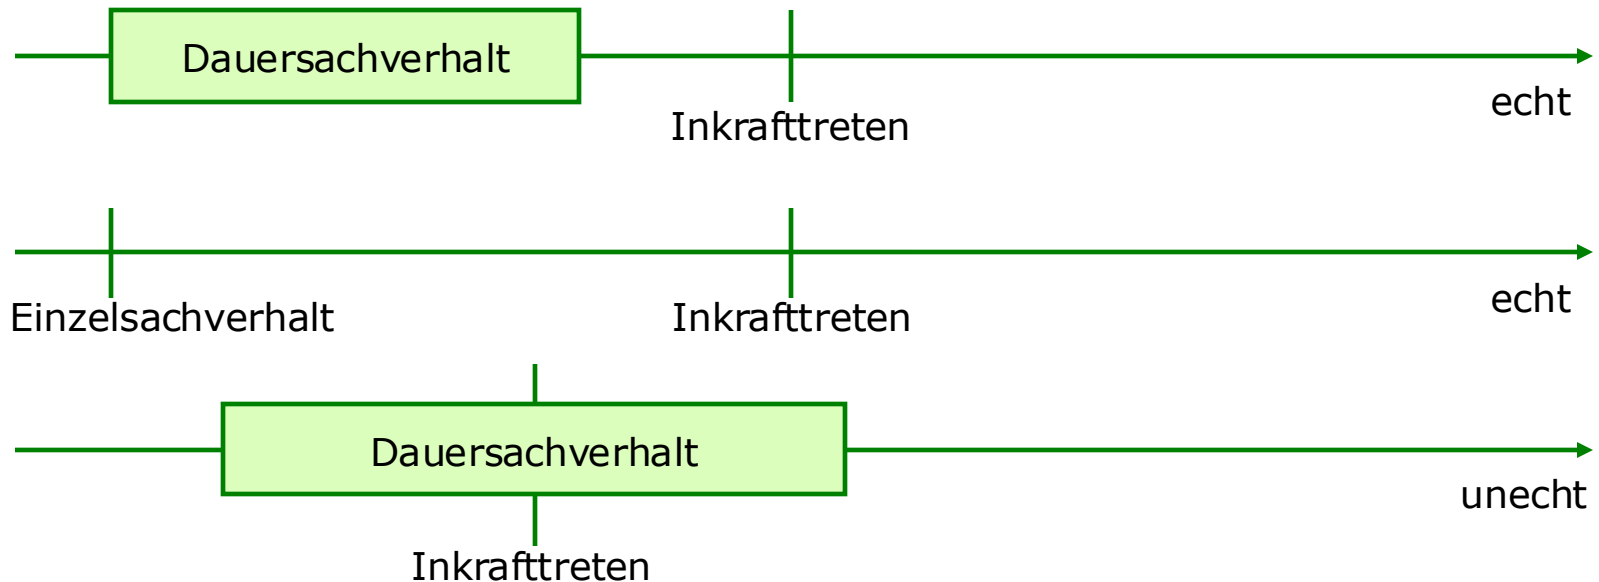 Dauersachverhalt
Inkrafttreten
echt
Einzelsachverhalt
Inkrafttreten
echt
Dauersachverhalt
Inkrafttreten
unecht